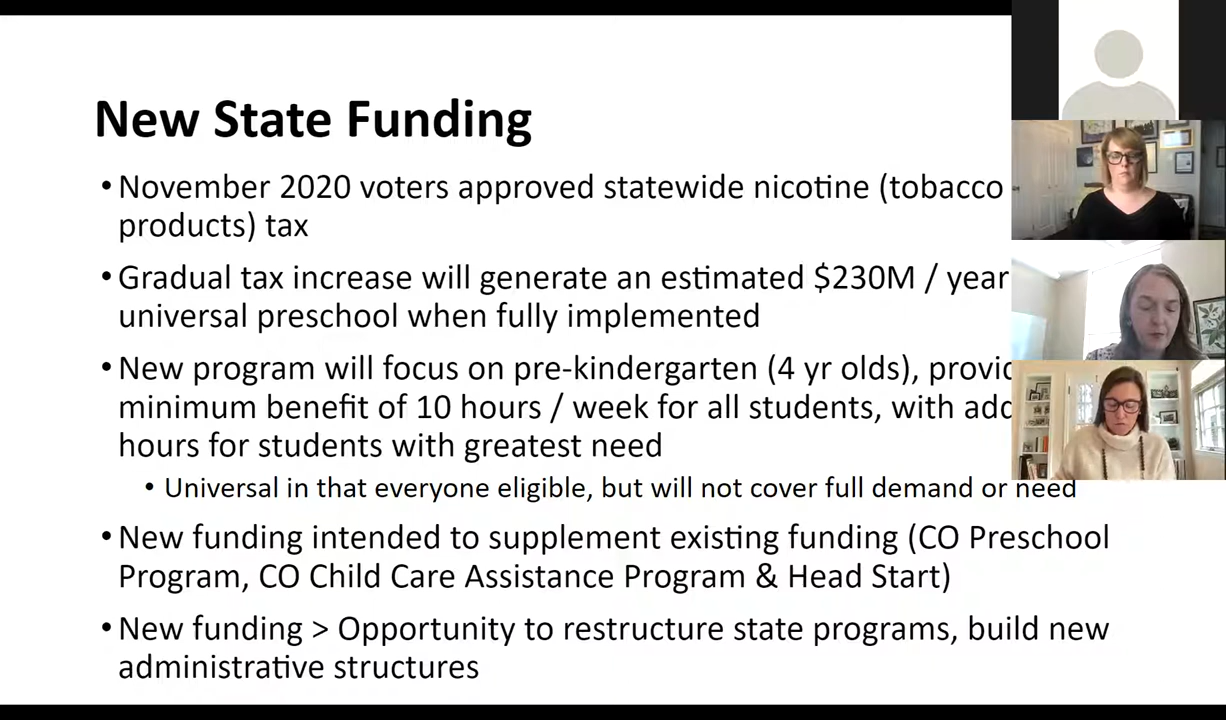 New State Funding
• November 2020 voters approved statewide nicotine (tobacco
products) tax
• Gradual tax increase will generate an estimated $230M / year
universal preschool when fully implemented
• New program will focus on pre-kindergarten (4 yr olds),
minimum benefit of 10 hours / week for all students, with
hours for students with greatest need
• Universal in that everyone eligible, but will not cover full demand or need
• New funding intended to supplement existing funding (CO Preschool
Program, CO Child Care Assistance Program & Head Start)
• New funding > Opportunity to restructure state programs, build new
administrative structures